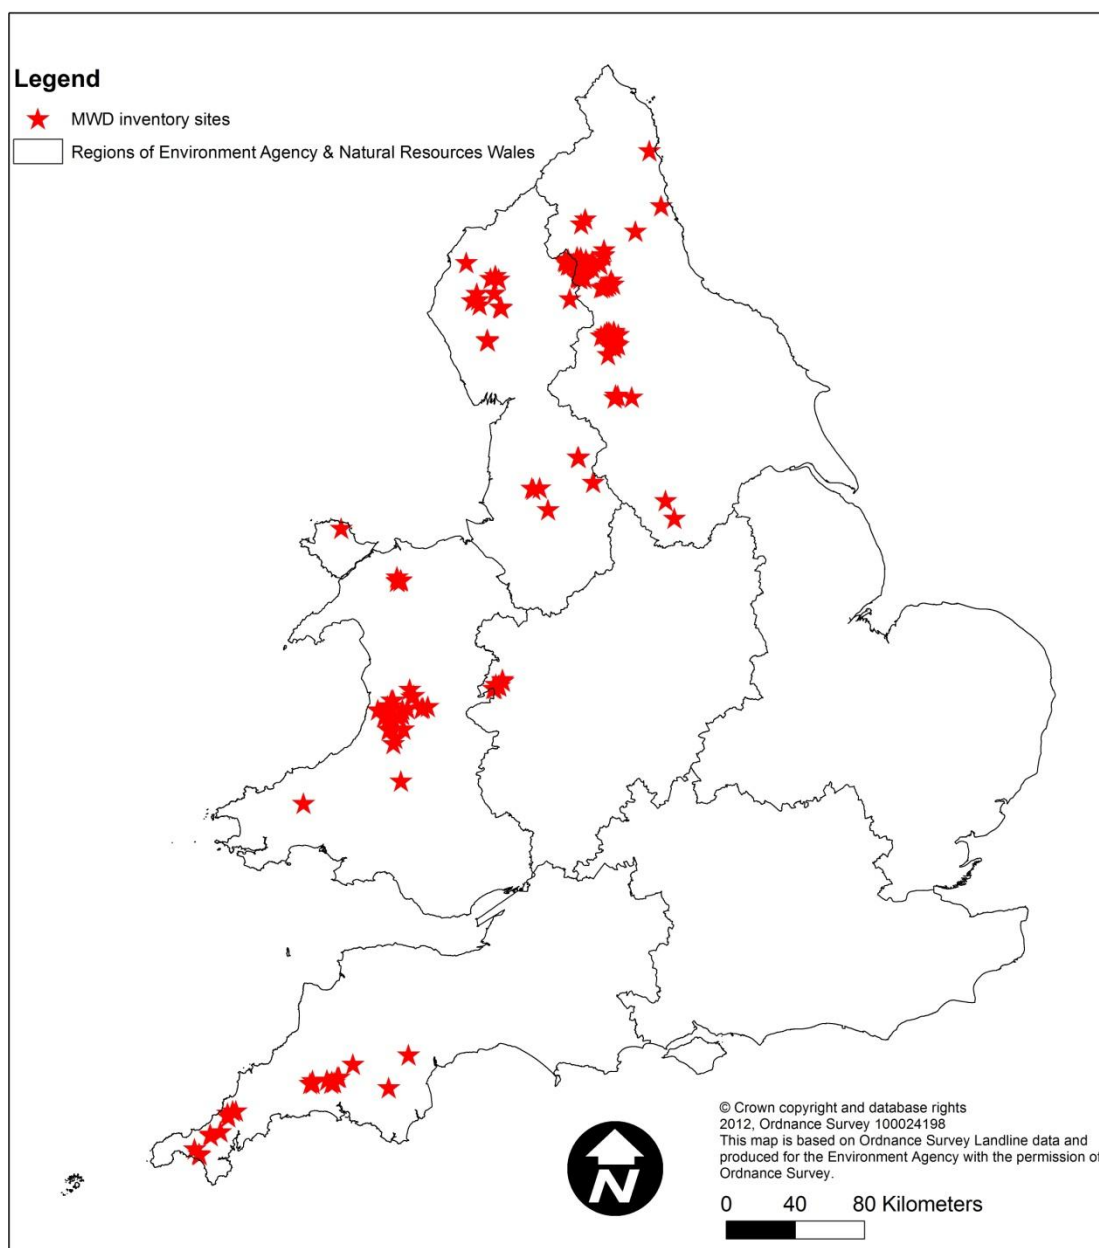 Legend
MWD inventory sites
Regions of Environment Agency & Natural Resources Wales
© Crown copyright and database rights
2012, Ordnance Survey 100024198
This map is based on Ordnance Survey Landline data and
produced for the Environment Agency with the permission of
Ordnance Survey.
N
0 40 80 Kilometers